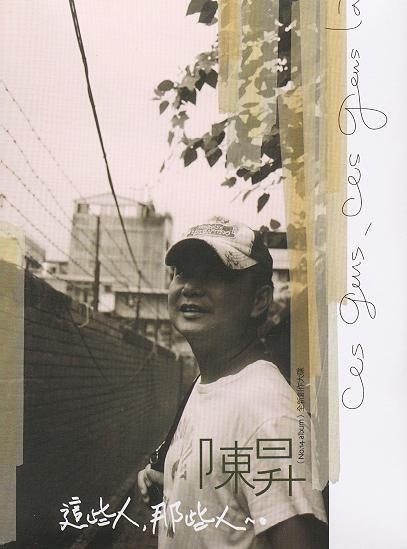 ces gens, ces gens là
(No.14 album) 全新創作大碟
陳昇
這些人,那些人~。